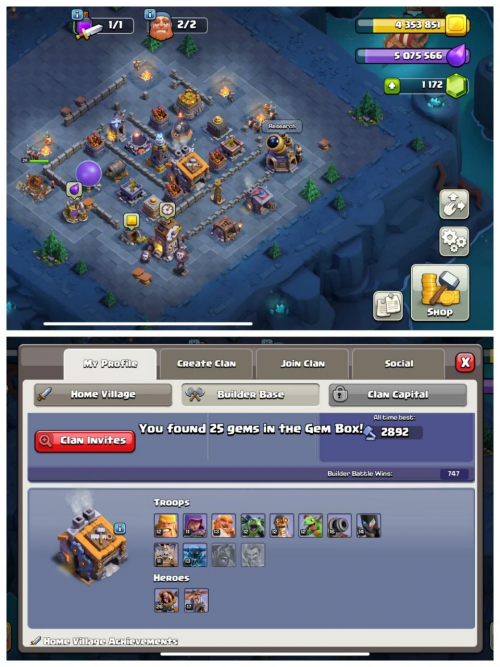 1/1
2/2
4 353 851
5 075 566
1 172
Research
Shop
My Profile
Create Clan
Join Clan
Social
X
Home Village
Builder Base
Clan Capital
All time best:
Clan Invites
You found 25 gems in the Gem Box!
2892
Builder Battle Wins:
747
Troops
Heroes
Home Village Achievements